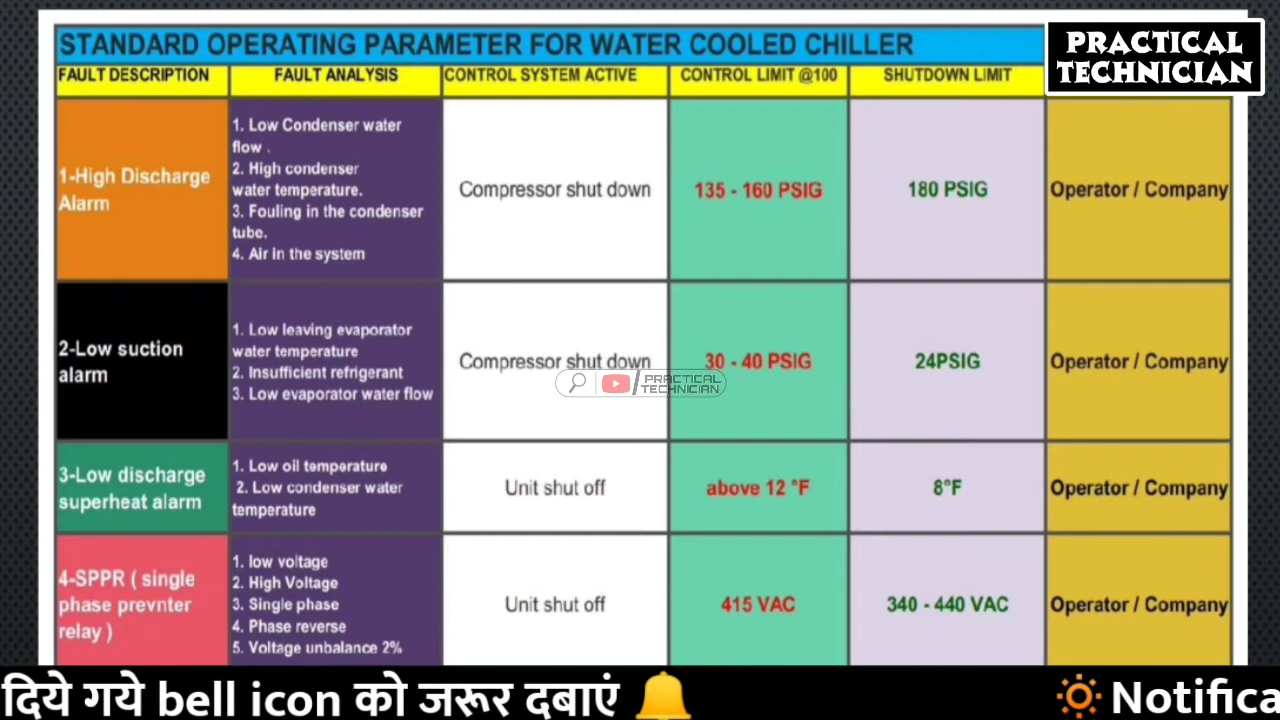 STANDARD OPERATING PARAMETER FOR WATER COOLED CHILLER
PRACTICAL
TECHNICIAN
FAULT DESCRIPTION FAULT ANALYSIS CONTROL SYSTEM ACTIVE CONTROL LIMIT @100 SHUTDOWN LIMIT
1-High Discharge
Alarm
1. Low Condenser water
flow .
2. High condenser
water temperature.
3. Fouling in the condenser
tube.
4. Air in the system
Compressor shut down
135 - 160 PSIG
180 PSIG
Operator / Company
2-Low suction
alarm
1. Low leaving evaporator
water temperature
2. Insufficient refrigerant
3. Low evaporator water flow
Compressor shut down
30 - 40 PSIG
24PSIG
Operator / Company
PRACTICAL
TECHNICIAN
3-Low discharge
superheat alarm
1. Low oil temperature
2. Low condenser water
temperature
Unit shut off
above 12 °F
8°F
Operator / Company
4-SPPR ( single
phase prevnter
relay )
1. low voltage
2. High Voltage
3. Single phase
4. Phase reverse
5. Voltage unbalance 2%
Unit shut off
415 VAC
340 - 440 VAC
Operator / Company
दिये गये bell icon को जरूर दबाएं 🔔 🔅 Notifica